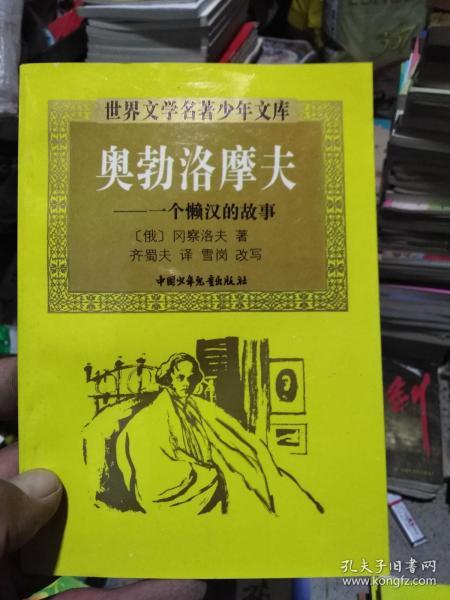 世界文学名著少年文库
奥勃洛摩夫
——一个懒汉的故事
〔俄〕冈察洛夫 著
齐蜀夫 译 雪岗 改写
中国少年儿童出版社
剑
孔夫子旧书网
www.kongfz.com